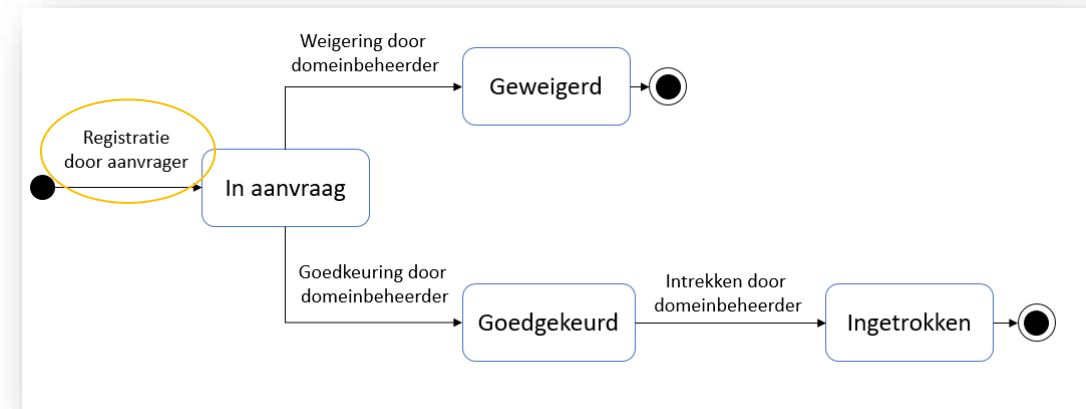 Weigering door
domeinbeheerder
Geweigerd
Registratie
door aanvrager
In aanvraag
Goedkeuring door
domeinbeheerder
Goedgekeurd
Intrekken door
domeinbeheerder
Ingetrokken